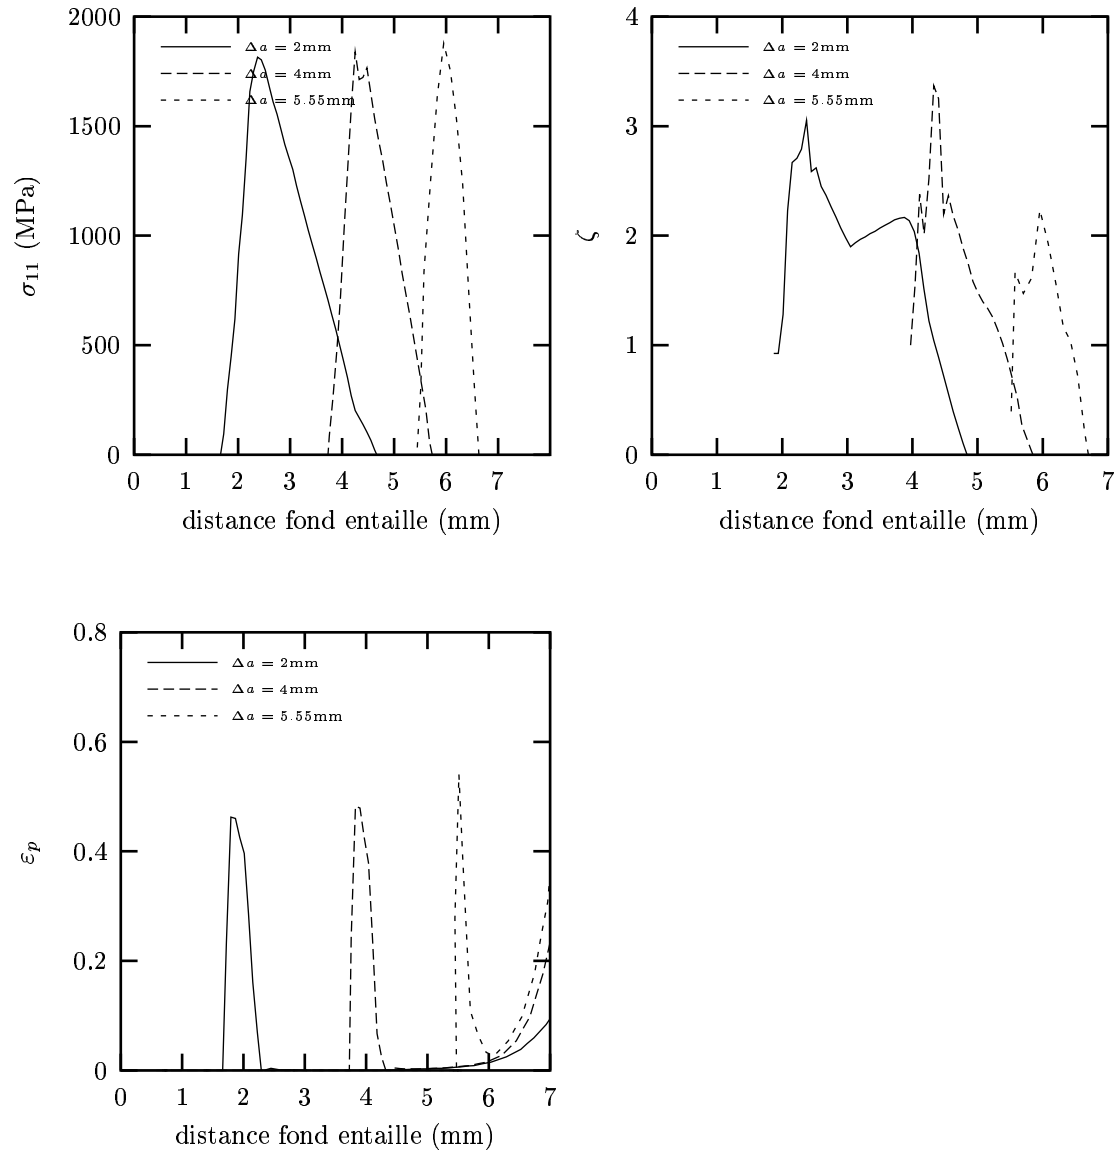 2000
1500
1000
500
0
σ11 (MPa)
Δa = 2mm
Δa = 4mm
Δa = 5.55mm
0 1 2 3 4 5 6 7
distance fond entaille (mm)
4
3
2
1
0
ζ
Δa = 2mm
Δa = 4mm
Δa = 5.55mm
0 1 2 3 4 5 6 7
distance fond entaille (mm)
0.8
0.6
0.4
0.2
0
εp
Δa = 2mm
Δa = 4mm
Δa = 5.55mm
0 1 2 3 4 5 6 7
distance fond entaille (mm)